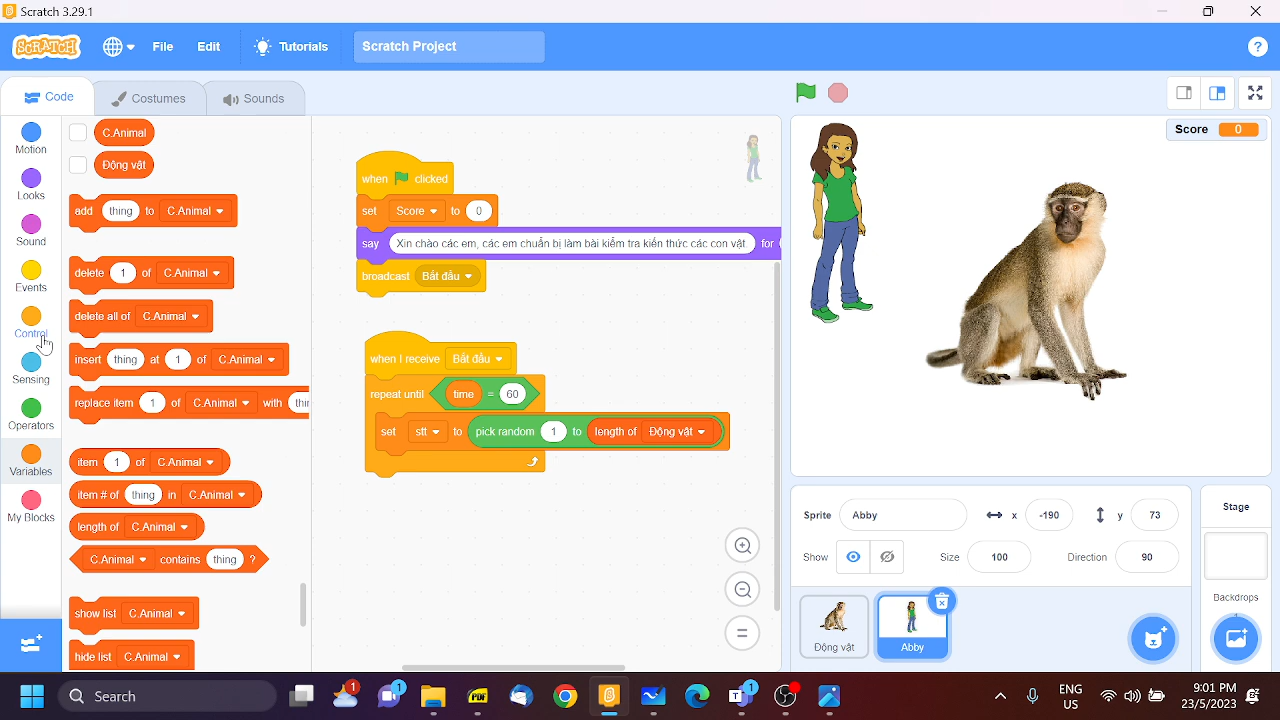 Scratch 3.29.1
SCRATCH File Edit Tutorials Scratch Project ?
Code Costumes Sounds
Motion
Looks
Sound
Events
Control
Sensing
Operators
Variables
My Blocks
C.Animal
Động vật
add thing to C.Animal
delete 1 of C.Animal
delete all of C.Animal
insert thing at 1 of C.Animal
replace item 1 of C.Animal with
item 1 of C.Animal
item # of thing in C.Animal
length of C.Animal
C.Animal contains thing ?
show list C.Animal
hide list C.Animal
when clicked
set Score to 0
say Xin chào các em, các em chuẩn bị làm bài kiểm tra kiến thức các con vật for
broadcast Bắt đầu
when I receive Bắt đầu
repeat until time = 60
set stt to pick random 1 to length of Động vật
Score 0
Sprite Abby x -190 y 73
Show Size 100 Direction 90
Động vật
Abby
Stage
Backdrops
Search
1
PDF
1
1
ENG
US
9:01 PM
23/5/2023